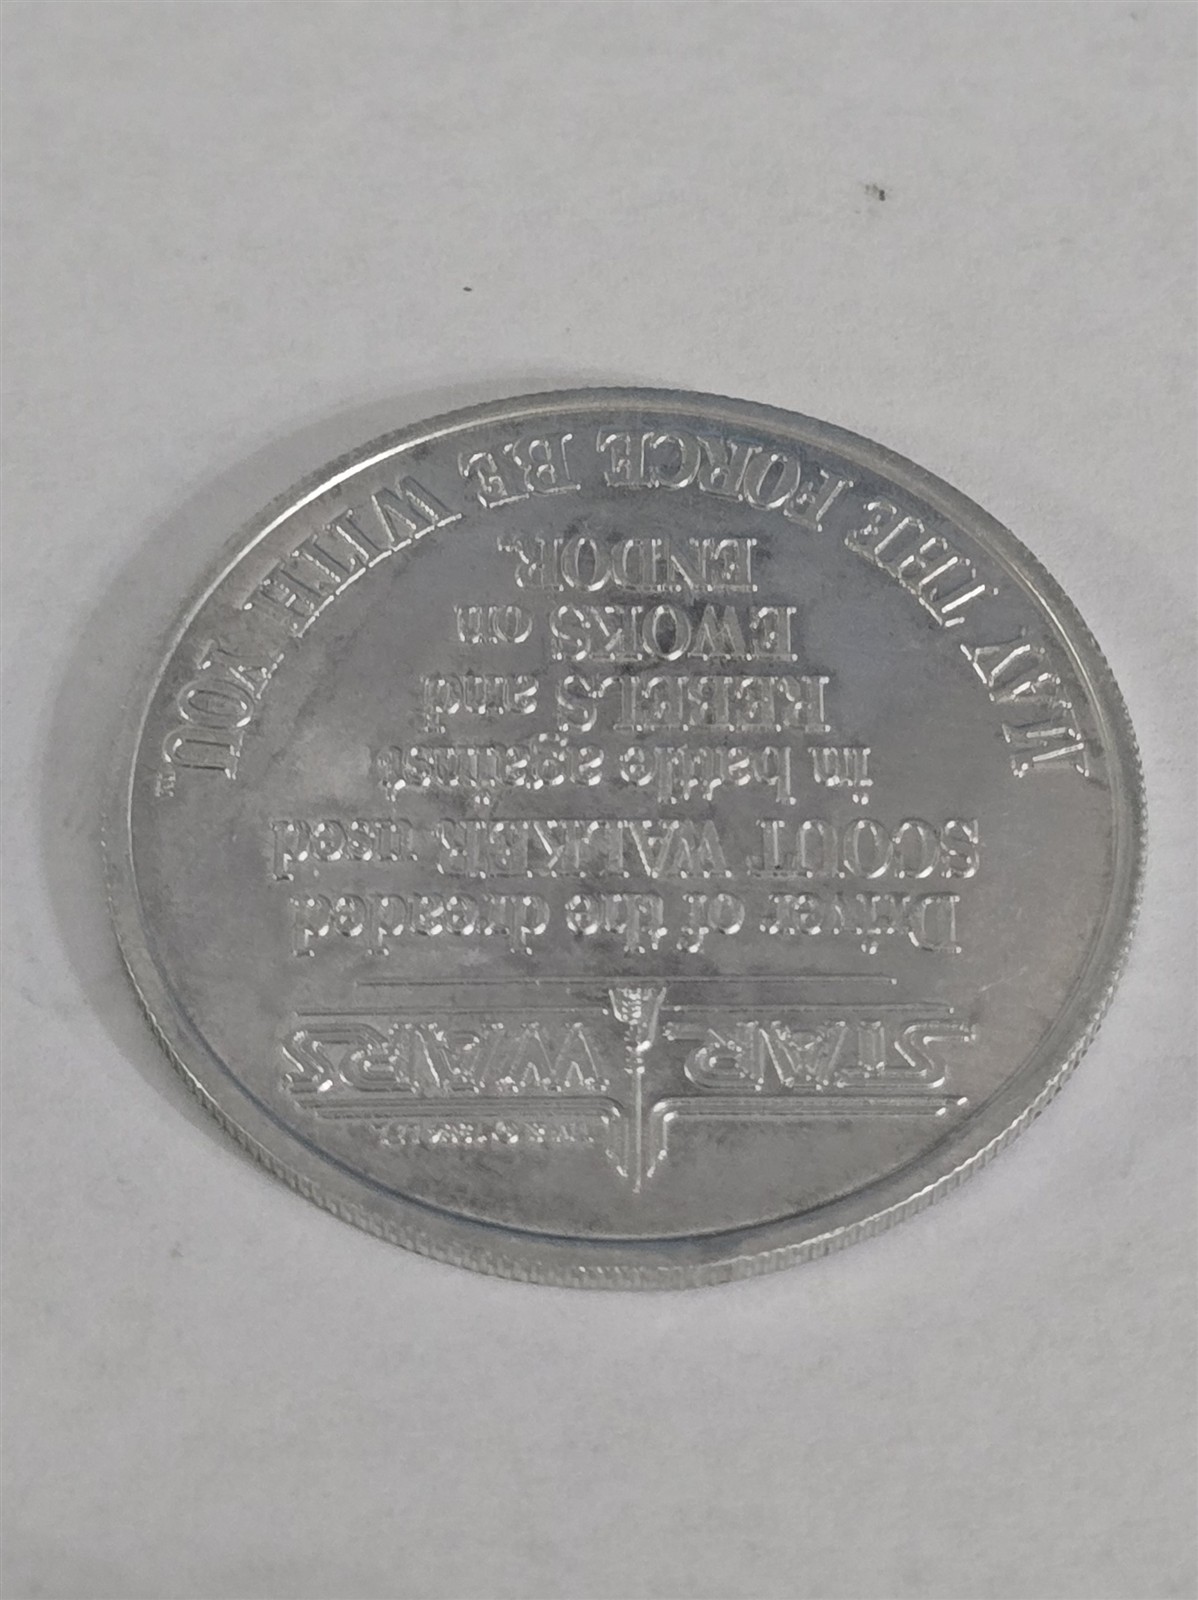 STAR WARS
Driver of the dreaded
SCOUT WALKER used
in battle against
REBELS and
EWOKS on
ENDOR.
MAY THE FORCE BE WITH YOU
TM